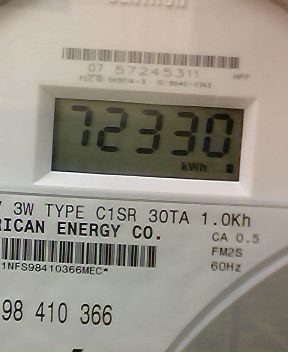 07 57245311
72330
kWh
3W TYPE C1SR 30TA 1.0Kh
RICAN ENERGY CO.
CA 0.5
FM2S
60Hz
1NFS98410366MEC*
98 410 366